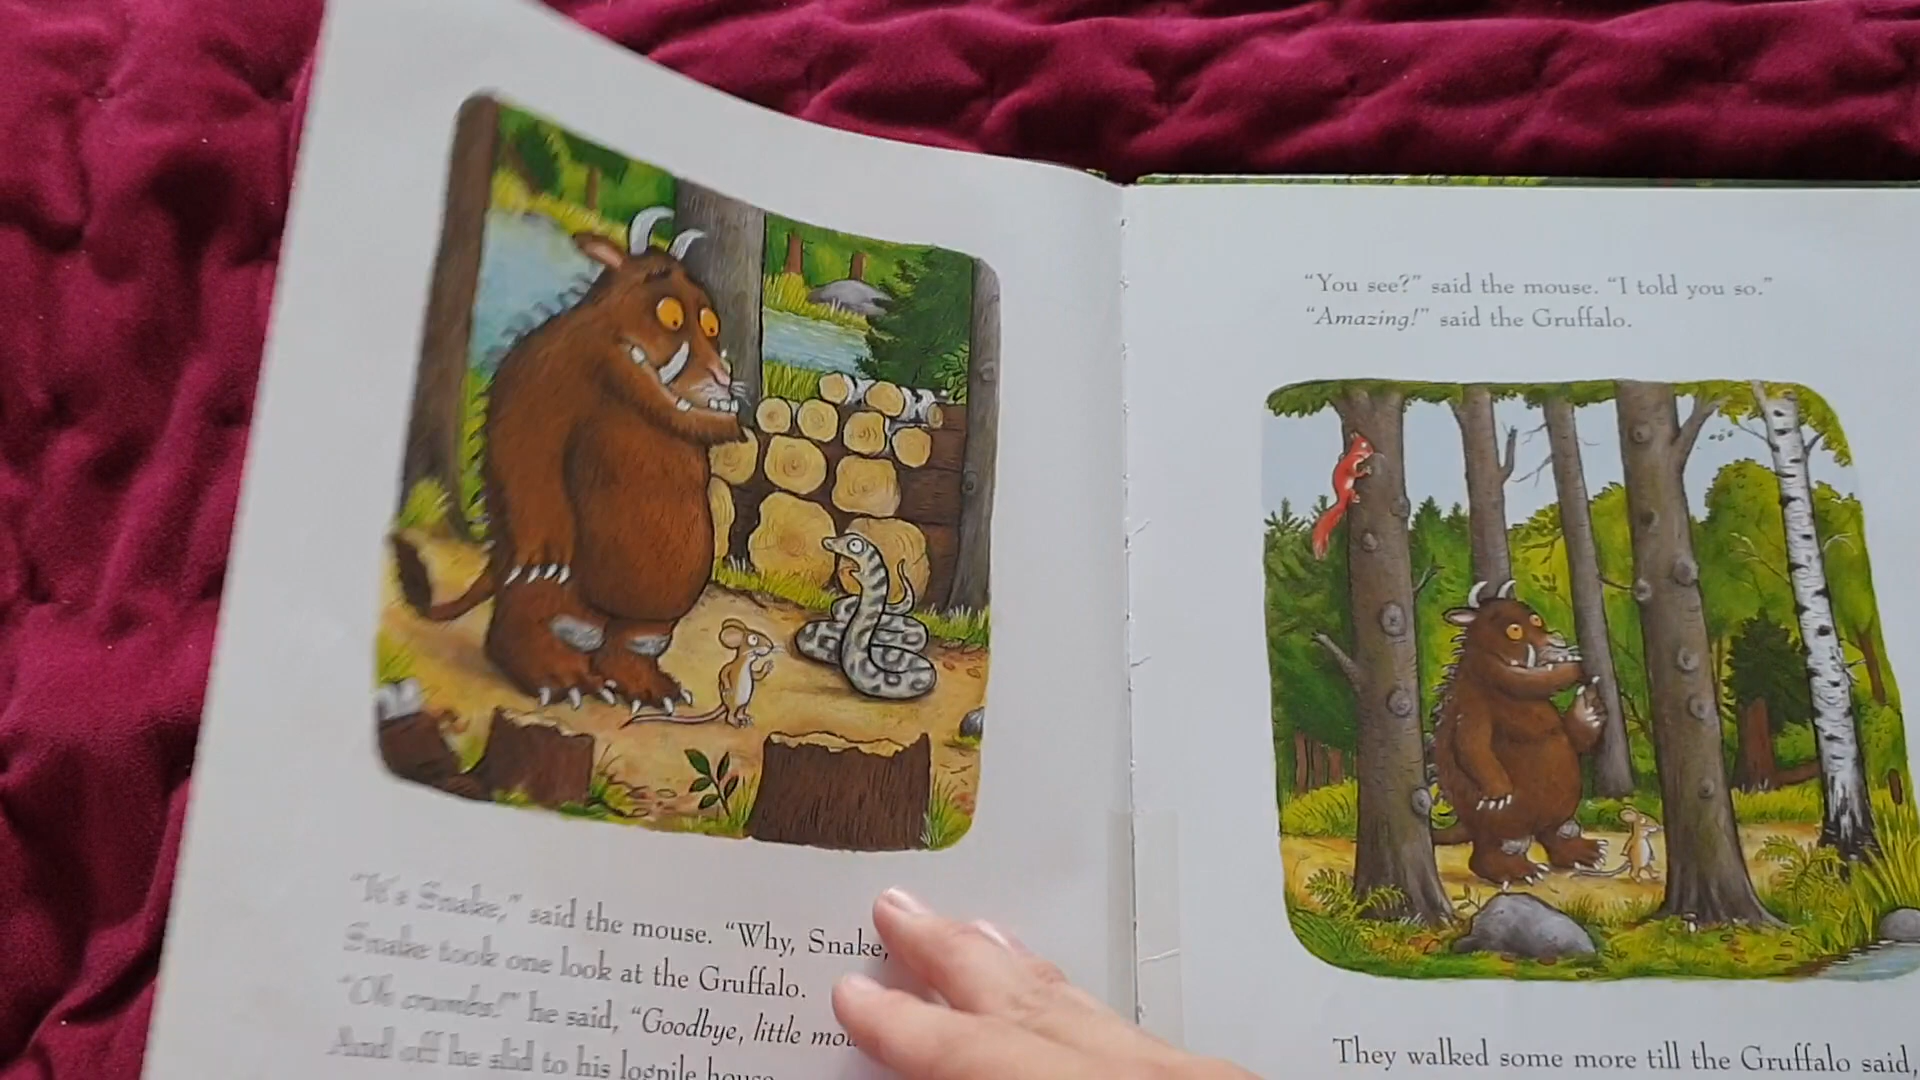 "It's Snake," said the mouse. "Why, Snake,
Snake took one look at the Gruffalo.
"Oh crumbs!" he said, "Goodbye, little
And off he slid to his logpile house.
"You see?" said the mouse. "I told you so."
"Amazing!" said the Gruffalo.
They walked some more till the Gruffalo said,